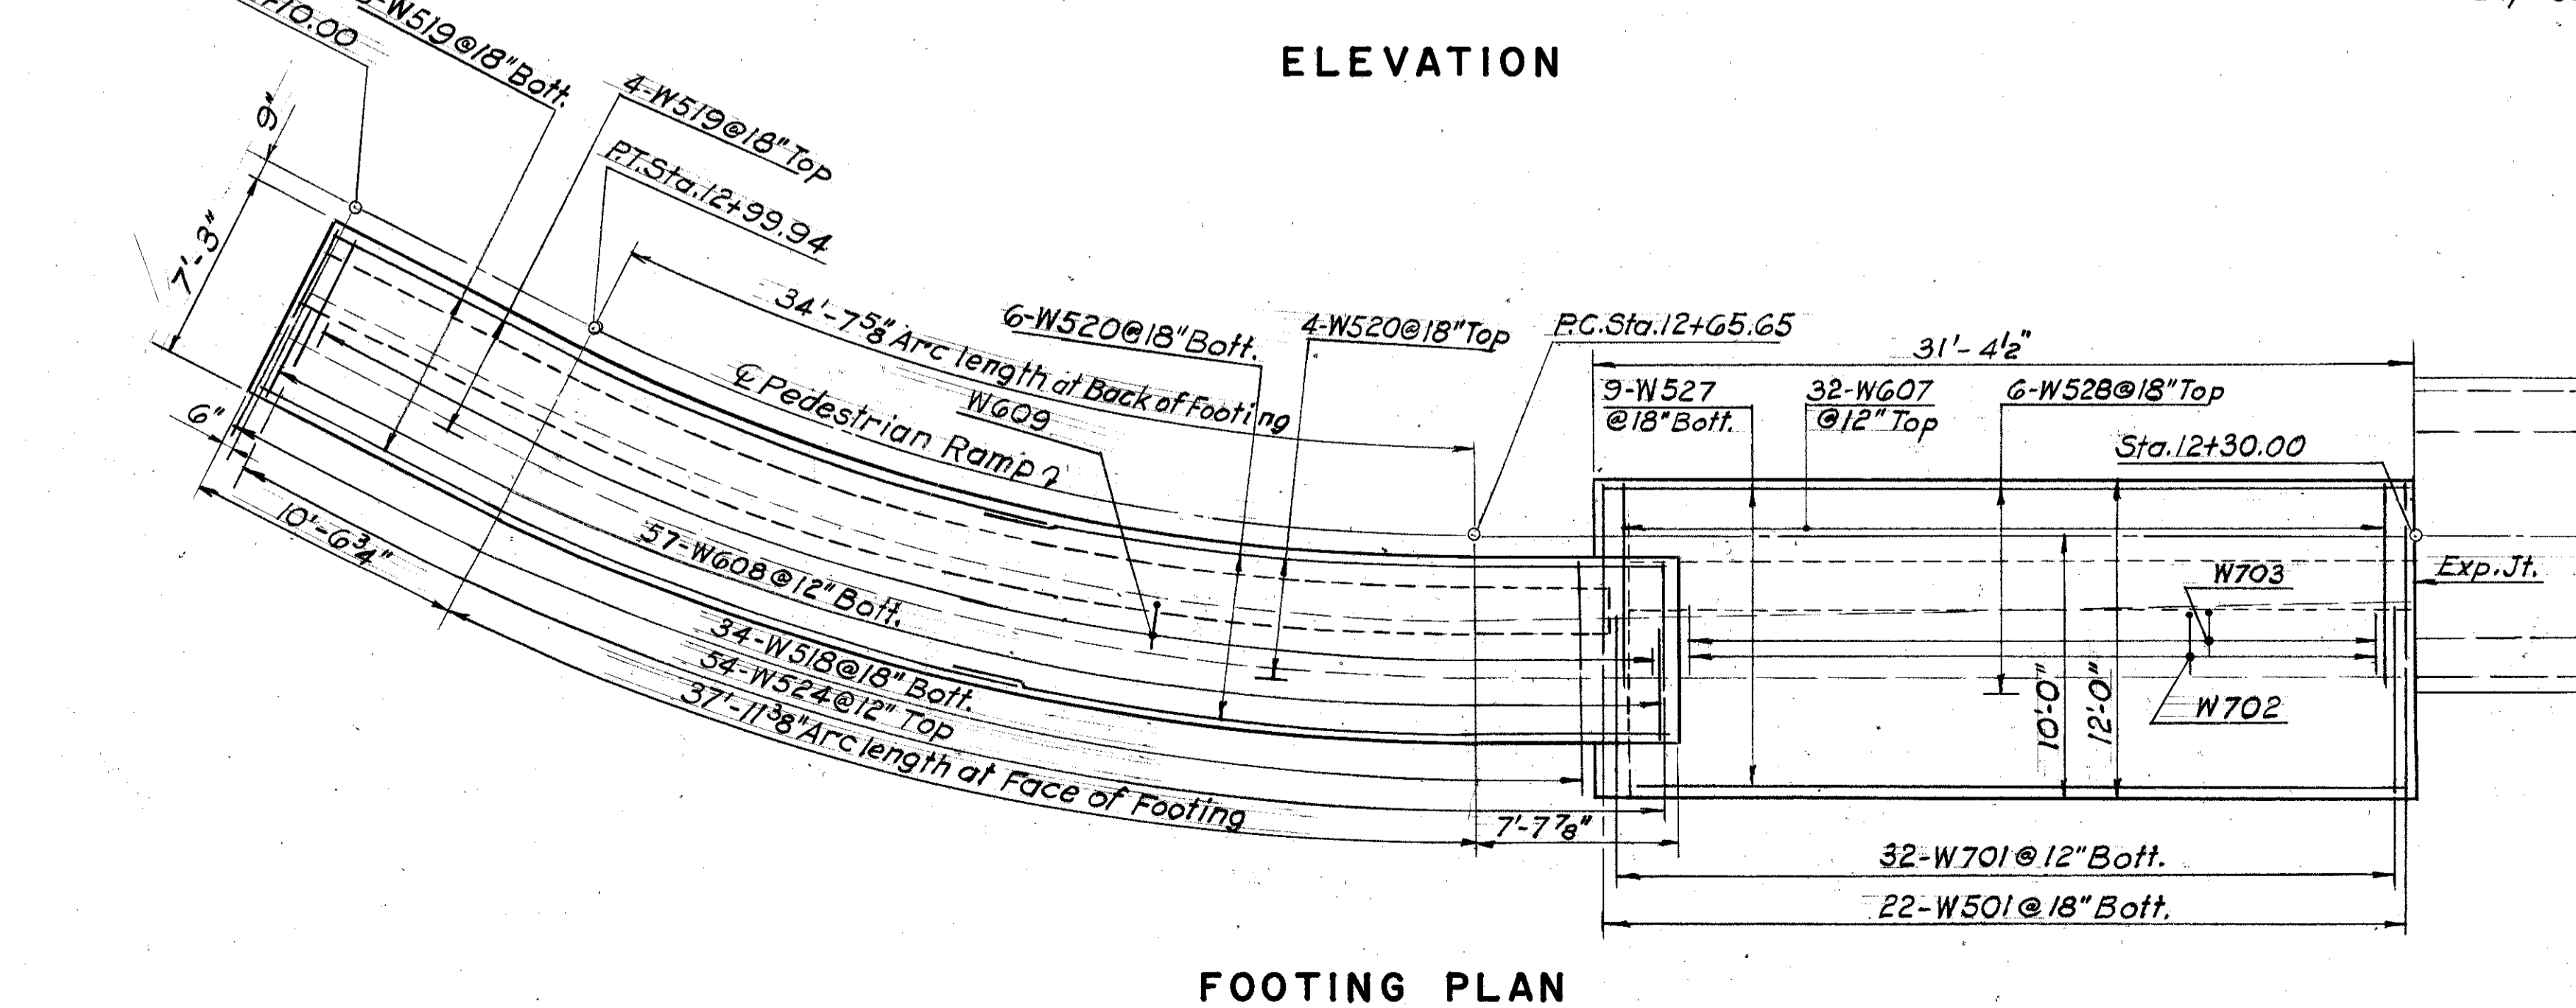 ELEVATION
+10.00
-W519@18"Bott.
4-W519@18"Top
P.T.Sta.12+99.94
9"
7'-3"
6"
10'-6¾"
34'-7⅝"Arc length at Back of Footing
℄ Pedestrian Ramp
W609
6-W520@18"Bott.
4-W520@18"Top
P.C.Sta.12+65.65
31'-4½"
9-W527
@18"Bott.
32-W607
@12"Top
6-W528@18"Top
Sta.12+30.00
Exp.Jt.
W703
W702
10'-0"
12'-0"
57-W608@12"Bott.
34-W518@18"Bott.
54-W524@12"Top
37'-11⅜"Arc length at Face of Footing
7'-7⅞"
32-W701@12"Bott.
22-W501@18"Bott.
FOOTING PLAN